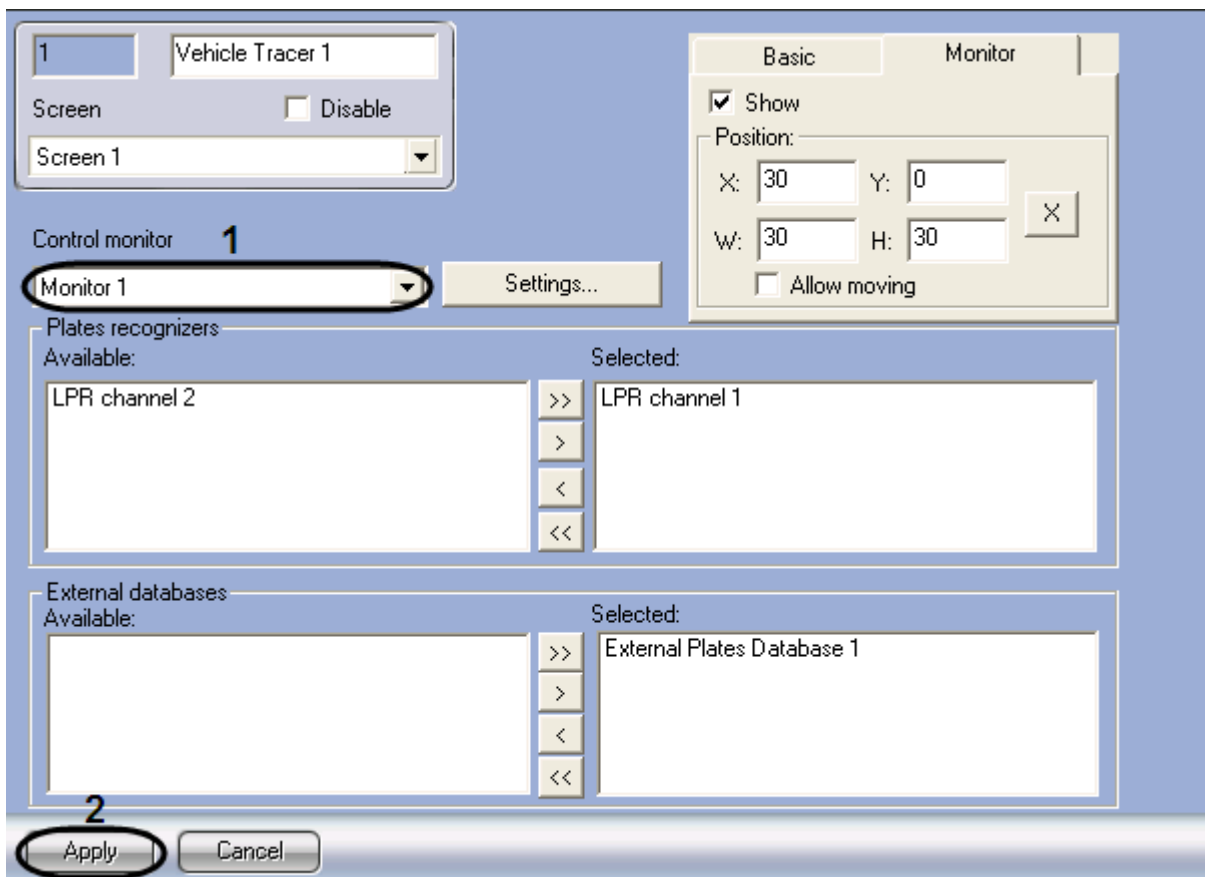 1
Vehicle Tracer 1
Screen
Disable
Screen 1
Basic
Monitor
Show
Position:
X: 30 Y: 0
X
W: 30 H: 30
Allow moving
Control monitor 1
Monitor 1
Settings...
Plates recognizers
Available:
Selected:
LPR channel 2
>>
>
<
<<
LPR channel 1
External databases
Available:
Selected:
>>
>
<
<<
External Plates Database 1
2
Apply
Cancel